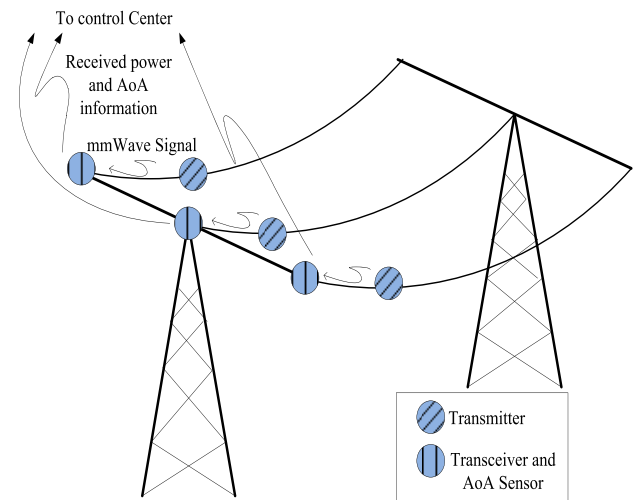 To control Center
Received power
and AoA
information
mmWave Signal
Transmitter
Transceiver and
AoA Sensor